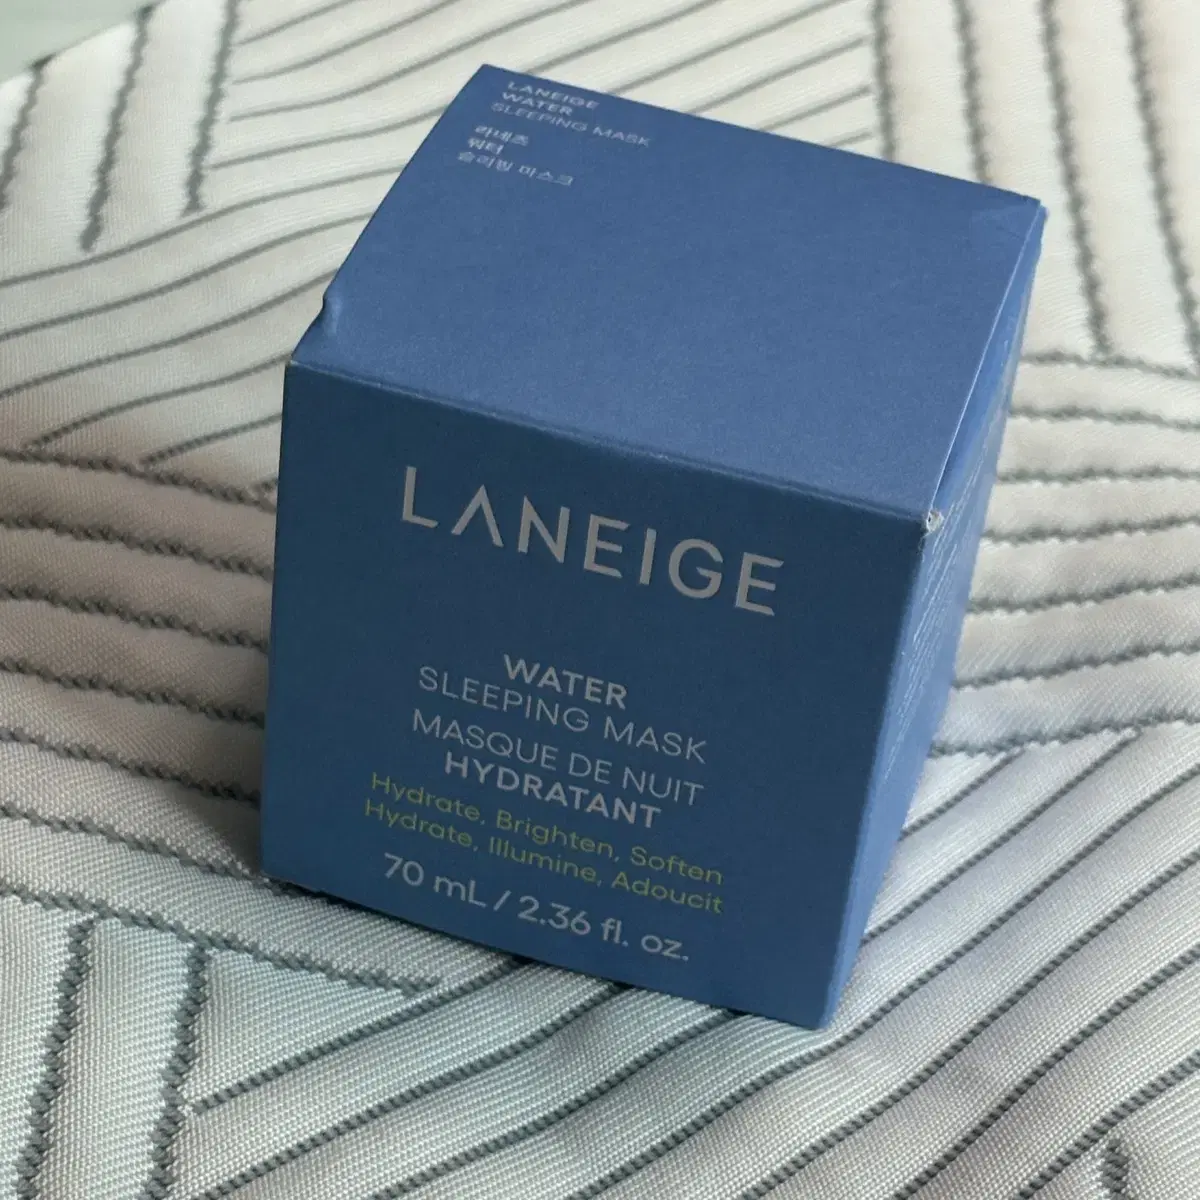 LANEIGE
WATER
SLEEPING MASK
라네즈
워터
슬리핑 마스크
LANEIGE
WATER
SLEEPING MASK
MASQUE DE NUIT
HYDRATANT
Hydrate, Brighten, Soften
Hydrate, Illumine, Adoucit
70 mL / 2.36 fl. oz.